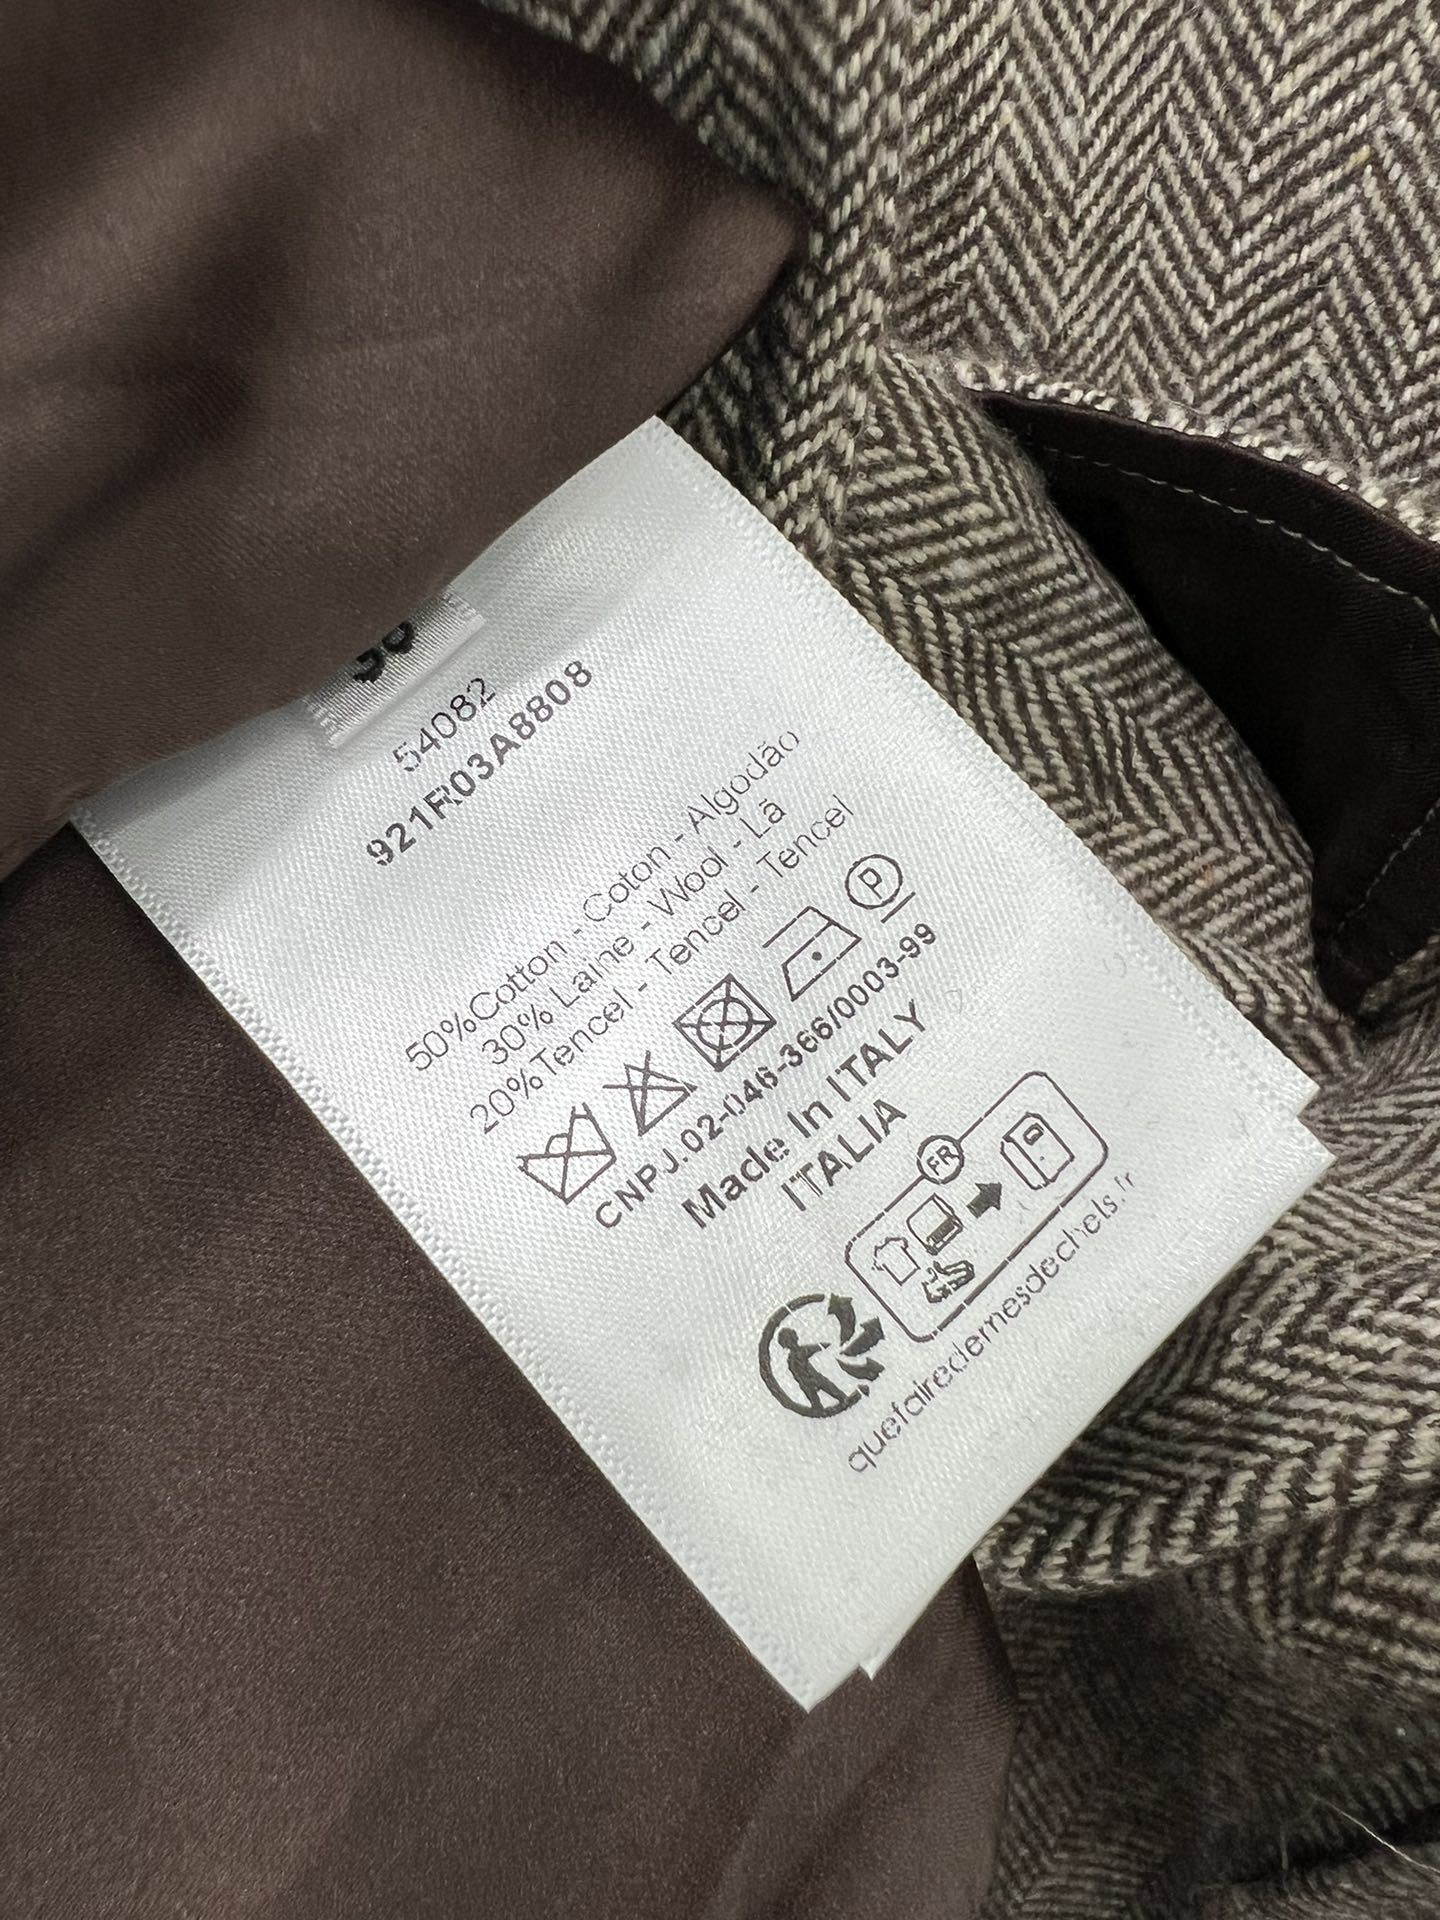 54082
921R03A8808
50%Cotton - Coton - Algodão
30% Laine - Wool - Lã
20%Tencel - Tencel - Tencel
P
CNPJ.02-046-366/0003-99
Made In ITALY
ITALIA
FR
quefairedemesdechets.fr